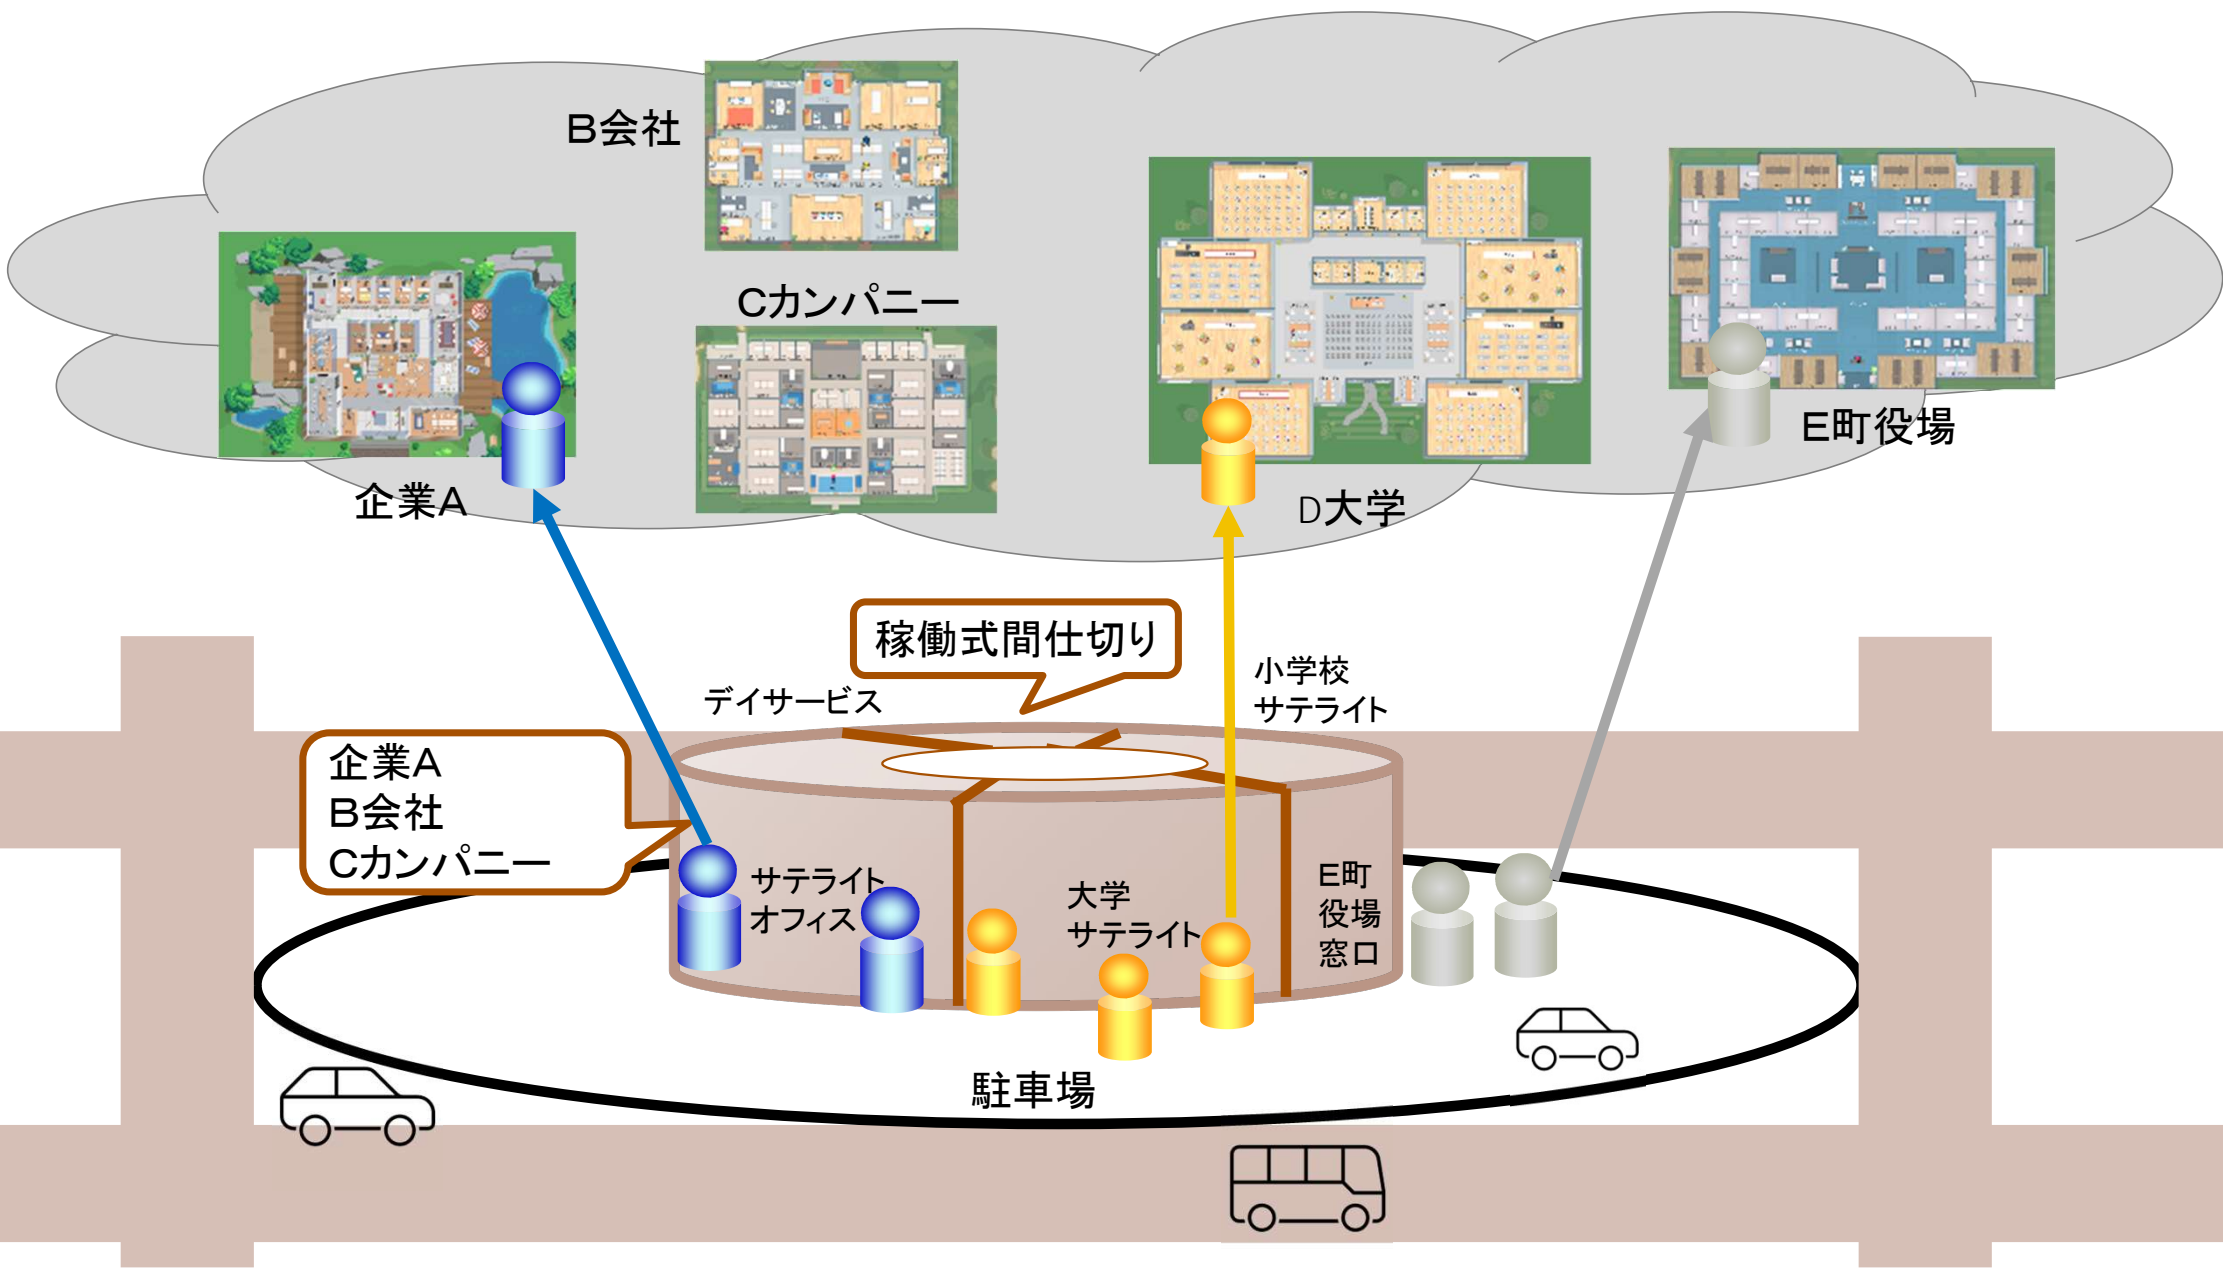 B会社
Cカンパニー
企業A
D大学
E町役場
稼働式間仕切り
小学校
サテライト
デイサービス
企業A
B会社
Cカンパニー
サテライト
オフィス
大学
サテライト
E町
役場
窓口
駐車場